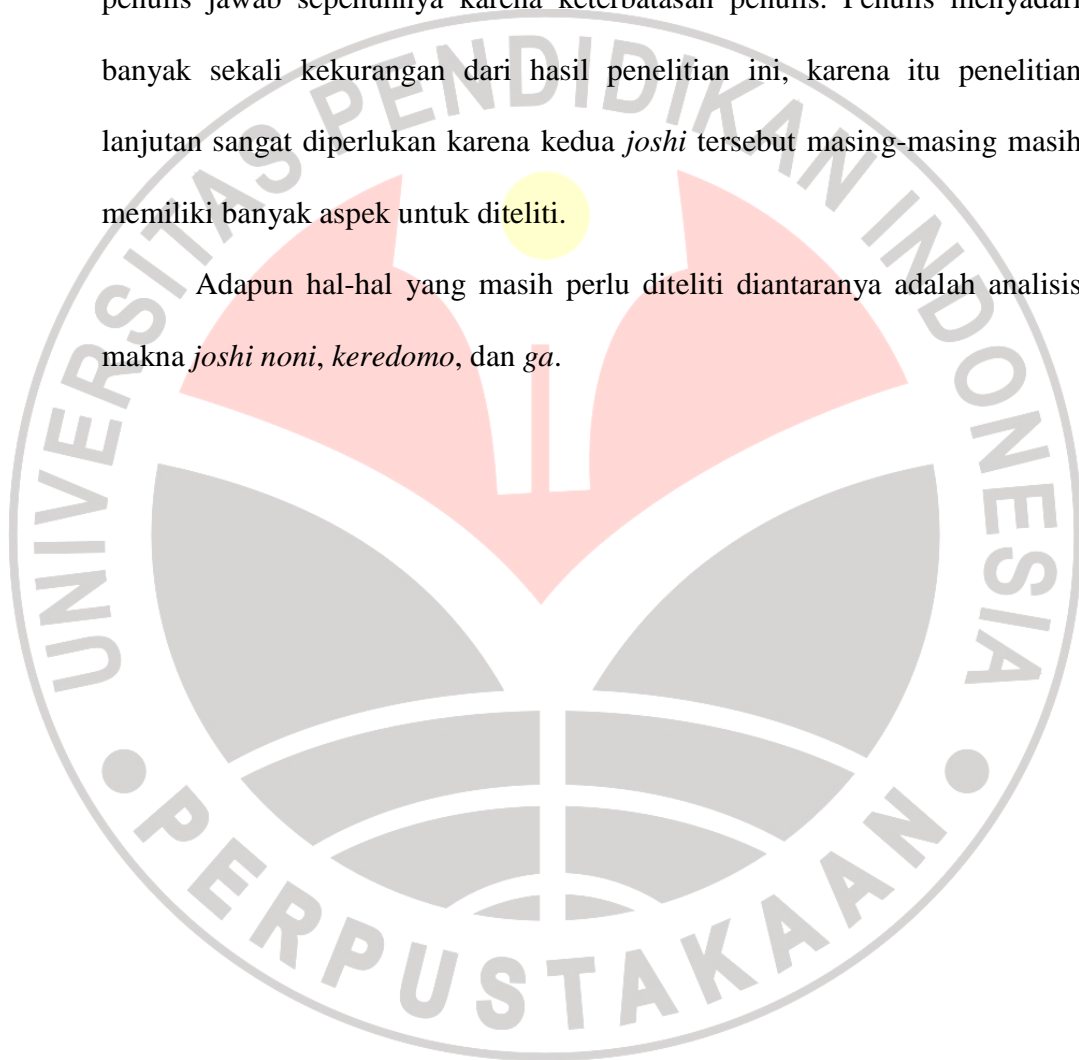 penulis jawab sepenuhnya karena keterbatasan penulis. Penulis menyadari
banyak sekali kekurangan dari hasil penelitian ini, karena itu penelitian
lanjutan sangat diperlukan karena kedua joshi tersebut masing-masing masih
memiliki banyak aspek untuk diteliti.
Adapun hal-hal yang masih perlu diteliti diantaranya adalah analisis
makna joshi noni, keredomo, dan ga.
UNIVERSITAS PENDIDIKAN INDONESIA
PERPUSTAKAAN